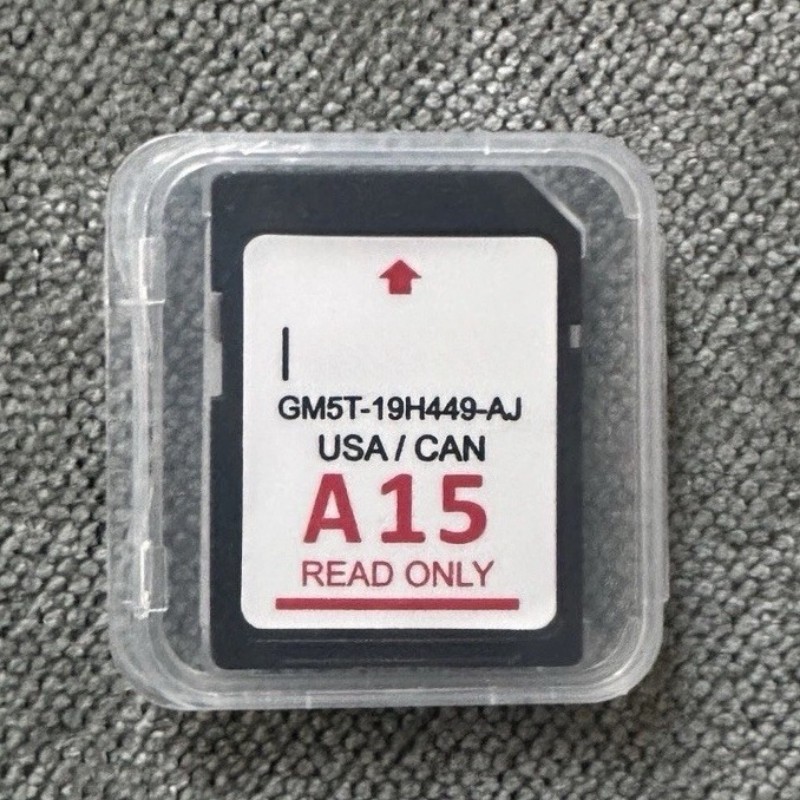 GM5T-19H449-AJ
USA / CAN
A15
READ ONLY